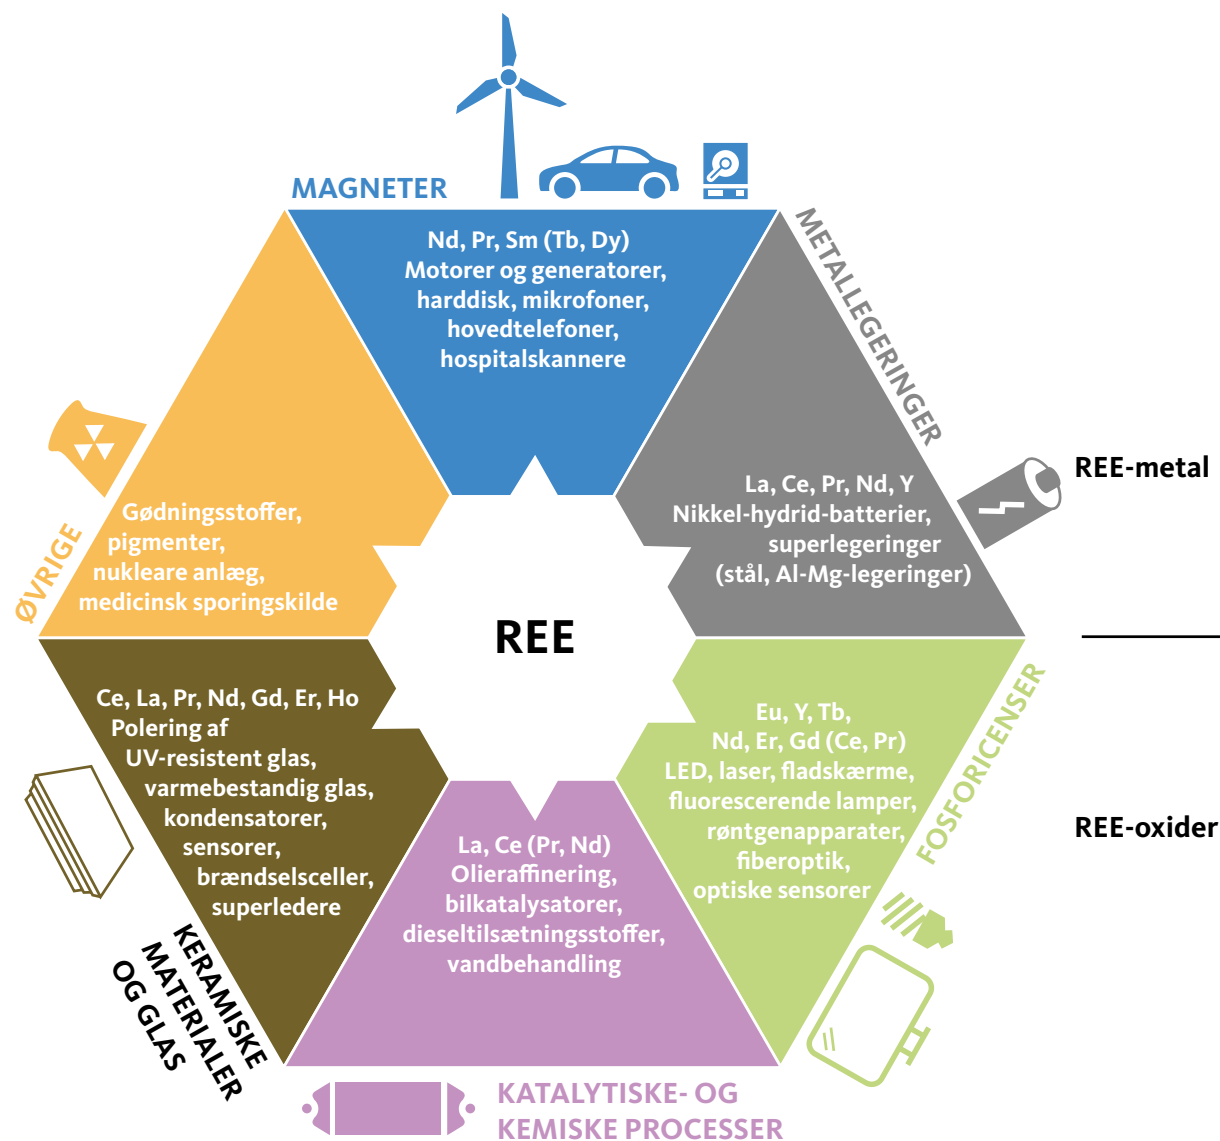 MAGNETER
Nd, Pr, Sm (Tb, Dy)
Motorer og generatorer,
harddisk, mikrofoner,
hovedtelefoner,
hospitalskannere
METALLEGERINGER
La, Ce, Pr, Nd, Y
Nikkel-hydrid-batterier,
superlegeringer
(stål, Al-Mg-legeringer)
REE-metal
ØVRIGE
Gødningsstoffer,
pigmenter,
nukleare anlæg,
medicinsk sporingskilde
REE
Ce, La, Pr, Nd, Gd, Er, Ho
Polering af
UV-resistent glas,
varmebestandig glas,
kondensatorer,
sensorer,
brændselsceller,
superledere
KERAMISKE
MATERIALER
OG GLAS
La, Ce (Pr, Nd)
Olieraffinering,
bilkatalysatorer,
dieseltilsætningsstoffer,
vandbehandling
KATALYTISKE- OG
KEMISKE PROCESSER
Eu, Y, Tb,
Nd, Er, Gd (Ce, Pr)
LED, laser, fladskærme,
fluorescerende lamper,
røntgenapparater,
fiberoptik,
optiske sensorer
FOSFORICENSER
REE-oxider